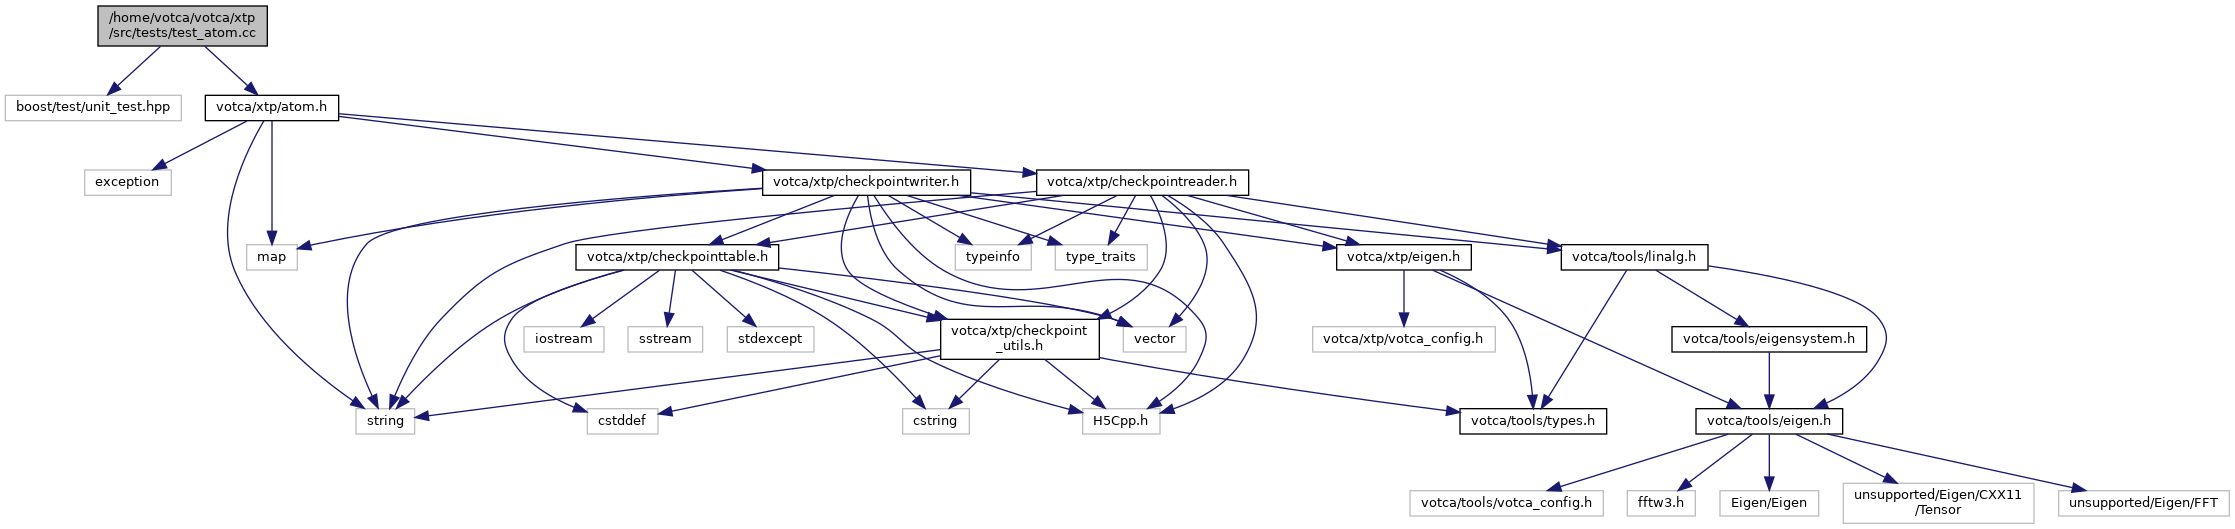 /home/votca/votca/xtp
/src/tests/test_atom.cc
boost/test/unit_test.hpp
votca/xtp/atom.h
exception
votca/xtp/checkpointwriter.h
votca/xtp/checkpointreader.h
map
votca/xtp/checkpointtable.h
typeinfo
type_traits
votca/xtp/eigen.h
votca/tools/linalg.h
iostream
sstream
stdexcept
votca/xtp/checkpoint
_utils.h
vector
votca/xtp/votca_config.h
votca/tools/eigensystem.h
string
cstddef
cstring
H5Cpp.h
votca/tools/types.h
votca/tools/eigen.h
votca/tools/votca_config.h
fftw3.h
Eigen/Eigen
unsupported/Eigen/CXX11
/Tensor
unsupported/Eigen/FFT